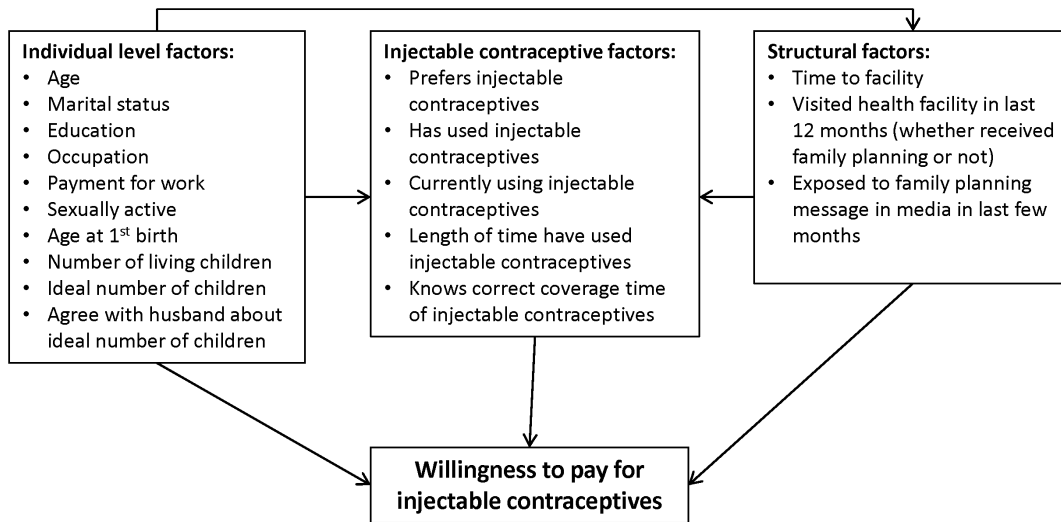 Individual level factors:
• Age
• Marital status
• Education
• Occupation
• Payment for work
• Sexually active
• Age at 1st birth
• Number of living children
• Ideal number of children
• Agree with husband about
ideal number of children
Injectable contraceptive factors:
• Prefers injectable
contraceptives
• Has used injectable
contraceptives
• Currently using injectable
contraceptives
• Length of time have used
injectable contraceptives
• Knows correct coverage time
of injectable contraceptives
Structural factors:
• Time to facility
• Visited health facility in last
12 months (whether received
family planning or not)
• Exposed to family planning
message in media in last few
months
Willingness to pay for
injectable contraceptives